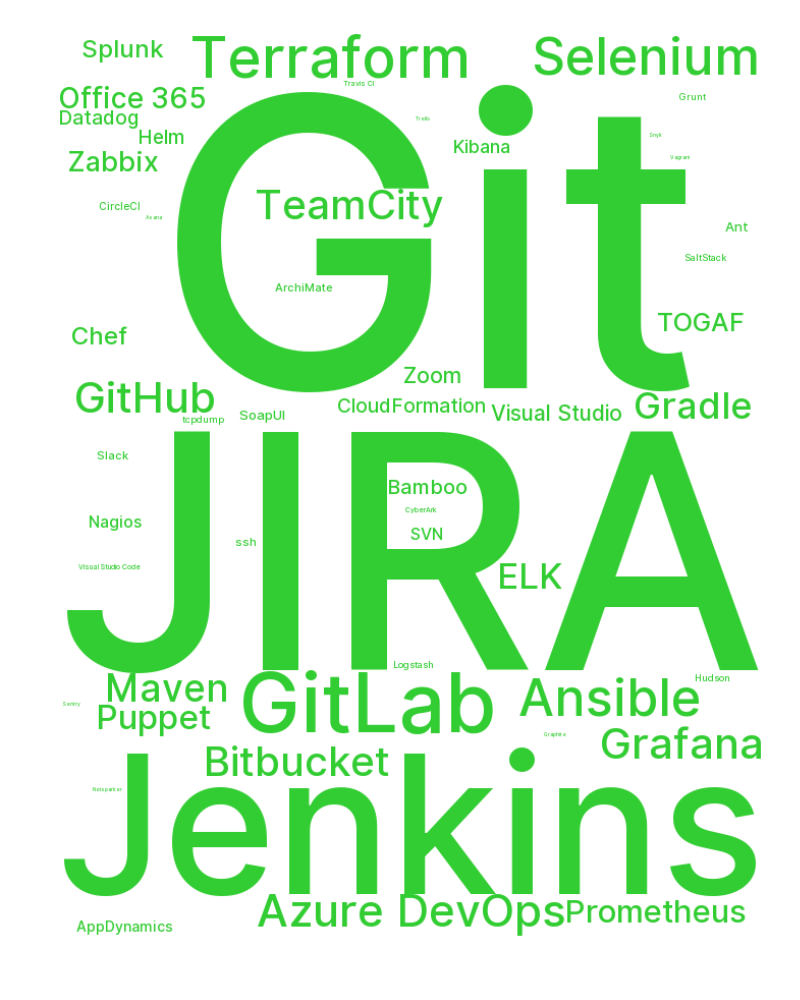 Splunk
Terraform
Selenium
Travis CI
Office 365
Grunt
Datadog
Trello
Git
Helm
Snyk
Kibana
Zabbix
Vagrant
CircleCI
TeamCity
Asana
Ant
SaltStack
ArchiMate
TOGAF
Chef
Zoom
GitHub
CloudFormation
Visual Studio
Gradle
tcpdump
SoapUI
JIRA
Slack
Bamboo
CyberArk
Nagios
SVN
ssh
Visual Studio Code
ELK
Logstash
Hudson
Maven
GitLab
Ansible
Puppet
Graphite
Grafana
Bitbucket
Jenkins
Netsparker
Azure DevOps
Prometheus
AppDynamics